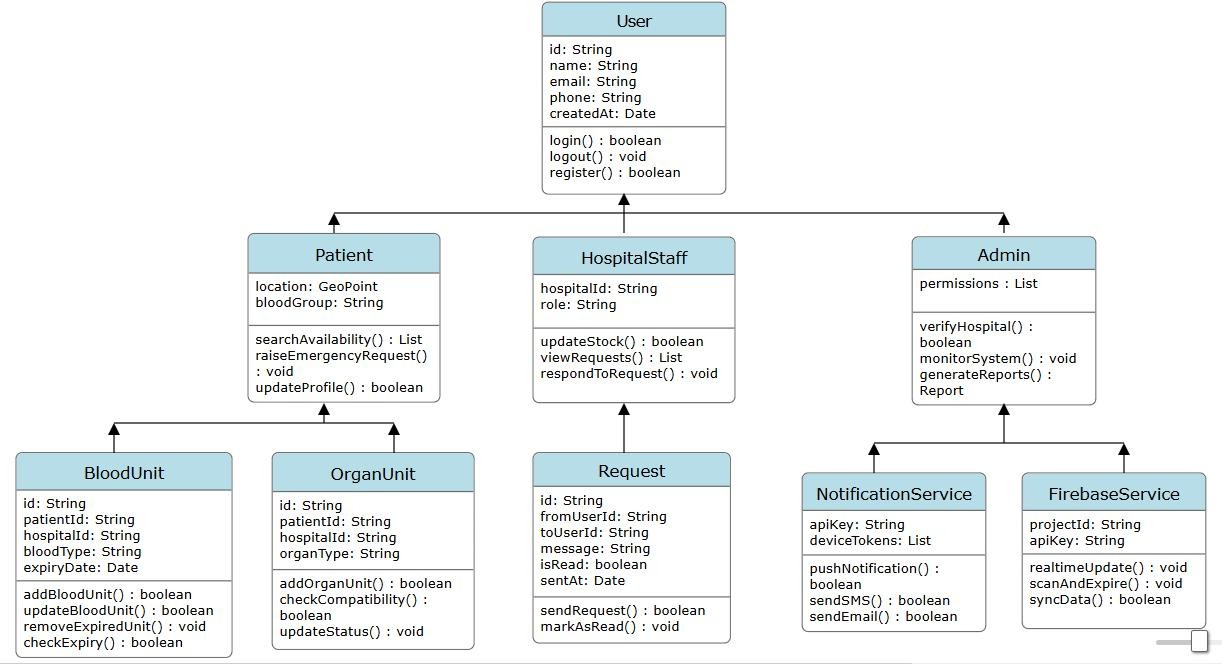 User
id: String
name: String
email: String
phone: String
createdAt: Date
login() : boolean
logout() : void
register() : boolean
Patient
location: GeoPoint
bloodGroup: String
searchAvailability() : List
raiseEmergencyRequest()
: void
updateProfile() : boolean
HospitalStaff
hospitalId: String
role: String
updateStock() : boolean
viewRequests() : List
respondToRequest() : void
Admin
permissions : List
verifyHospital() :
boolean
monitorSystem() : void
generateReports() :
Report
BloodUnit
id: String
patientId: String
hospitalId: String
bloodType: String
expiryDate: Date
addBloodUnit() : boolean
updateBloodUnit() : boolean
removeExpiredUnit() : void
checkExpiry() : boolean
OrganUnit
id: String
patientId: String
hospitalId: String
organType: String
addOrganUnit() : boolean
checkCompatibility() :
boolean
updateStatus() : void
Request
id: String
fromUserId: String
toUserId: String
message: String
isRead: boolean
sentAt: Date
sendRequest() : boolean
markAsRead() : void
NotificationService
apiKey: String
deviceTokens: List
pushNotification() :
boolean
sendSMS() : boolean
sendEmail() : boolean
FirebaseService
projectId: String
apiKey: String
realtimeUpdate() : void
scanAndExpire() : void
syncData() : boolean